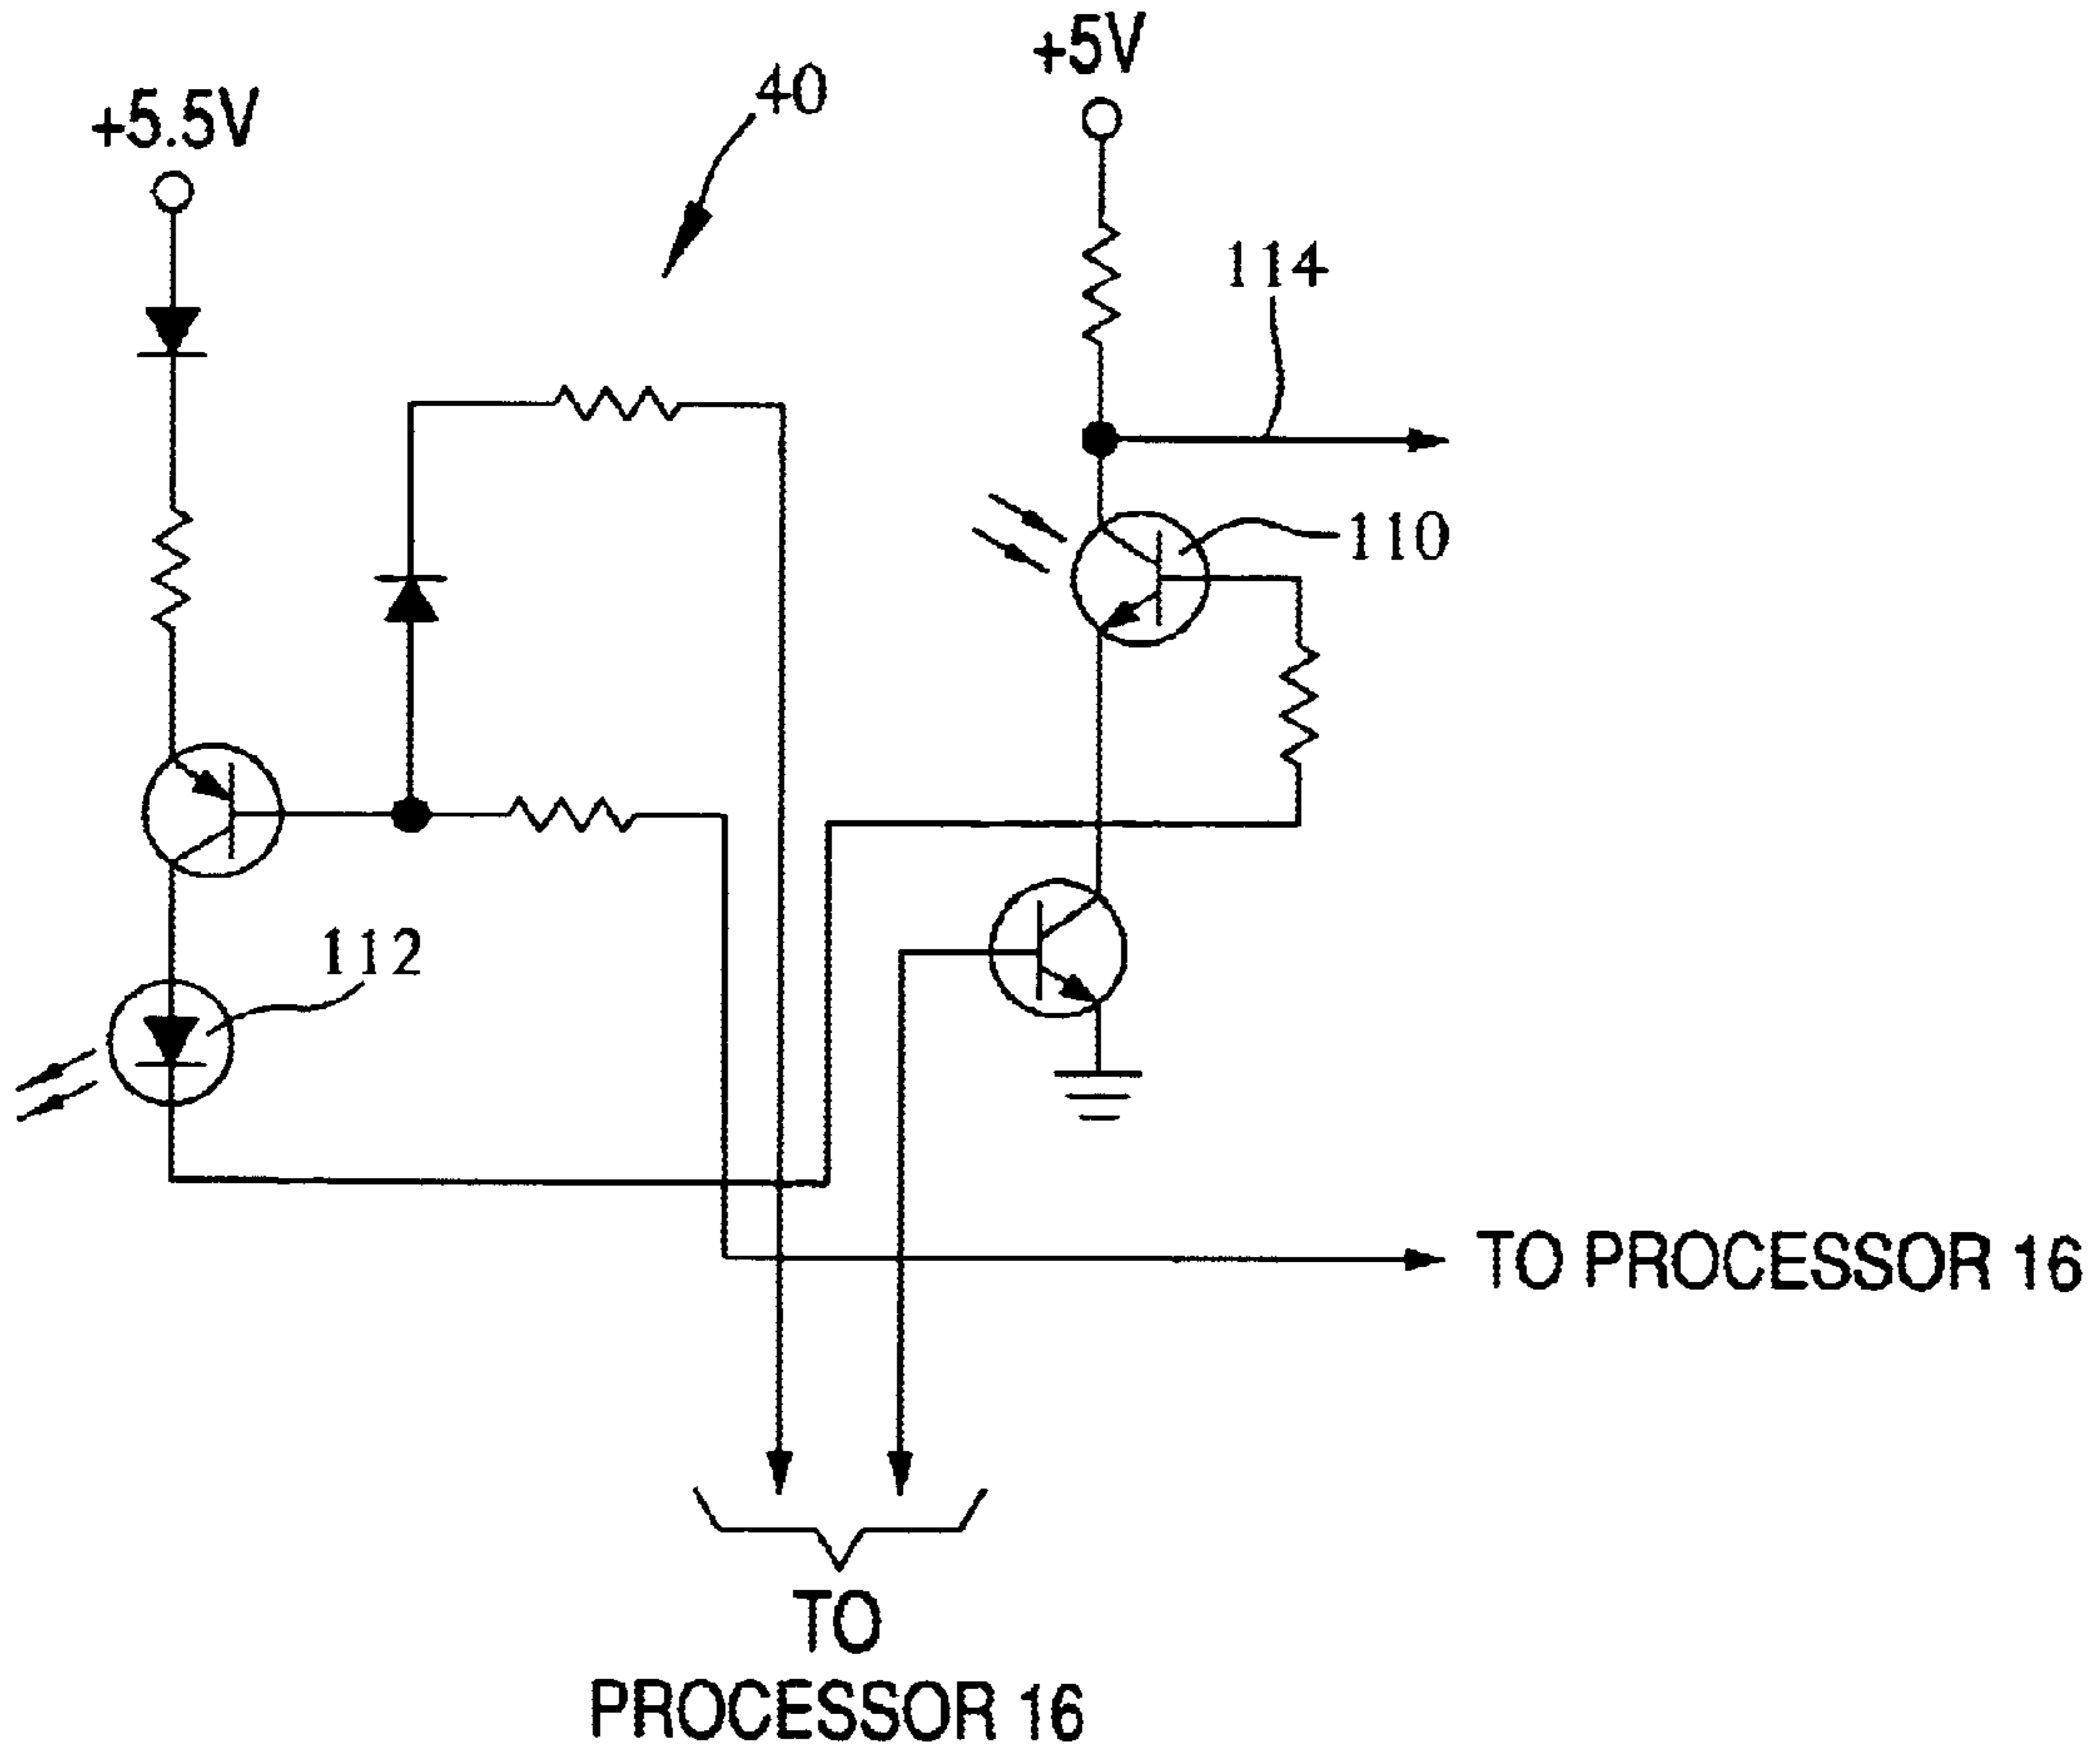 +5V
40
+5.5V
114
110
112
TO PROCESSOR 16
TO
PROCESSOR 16